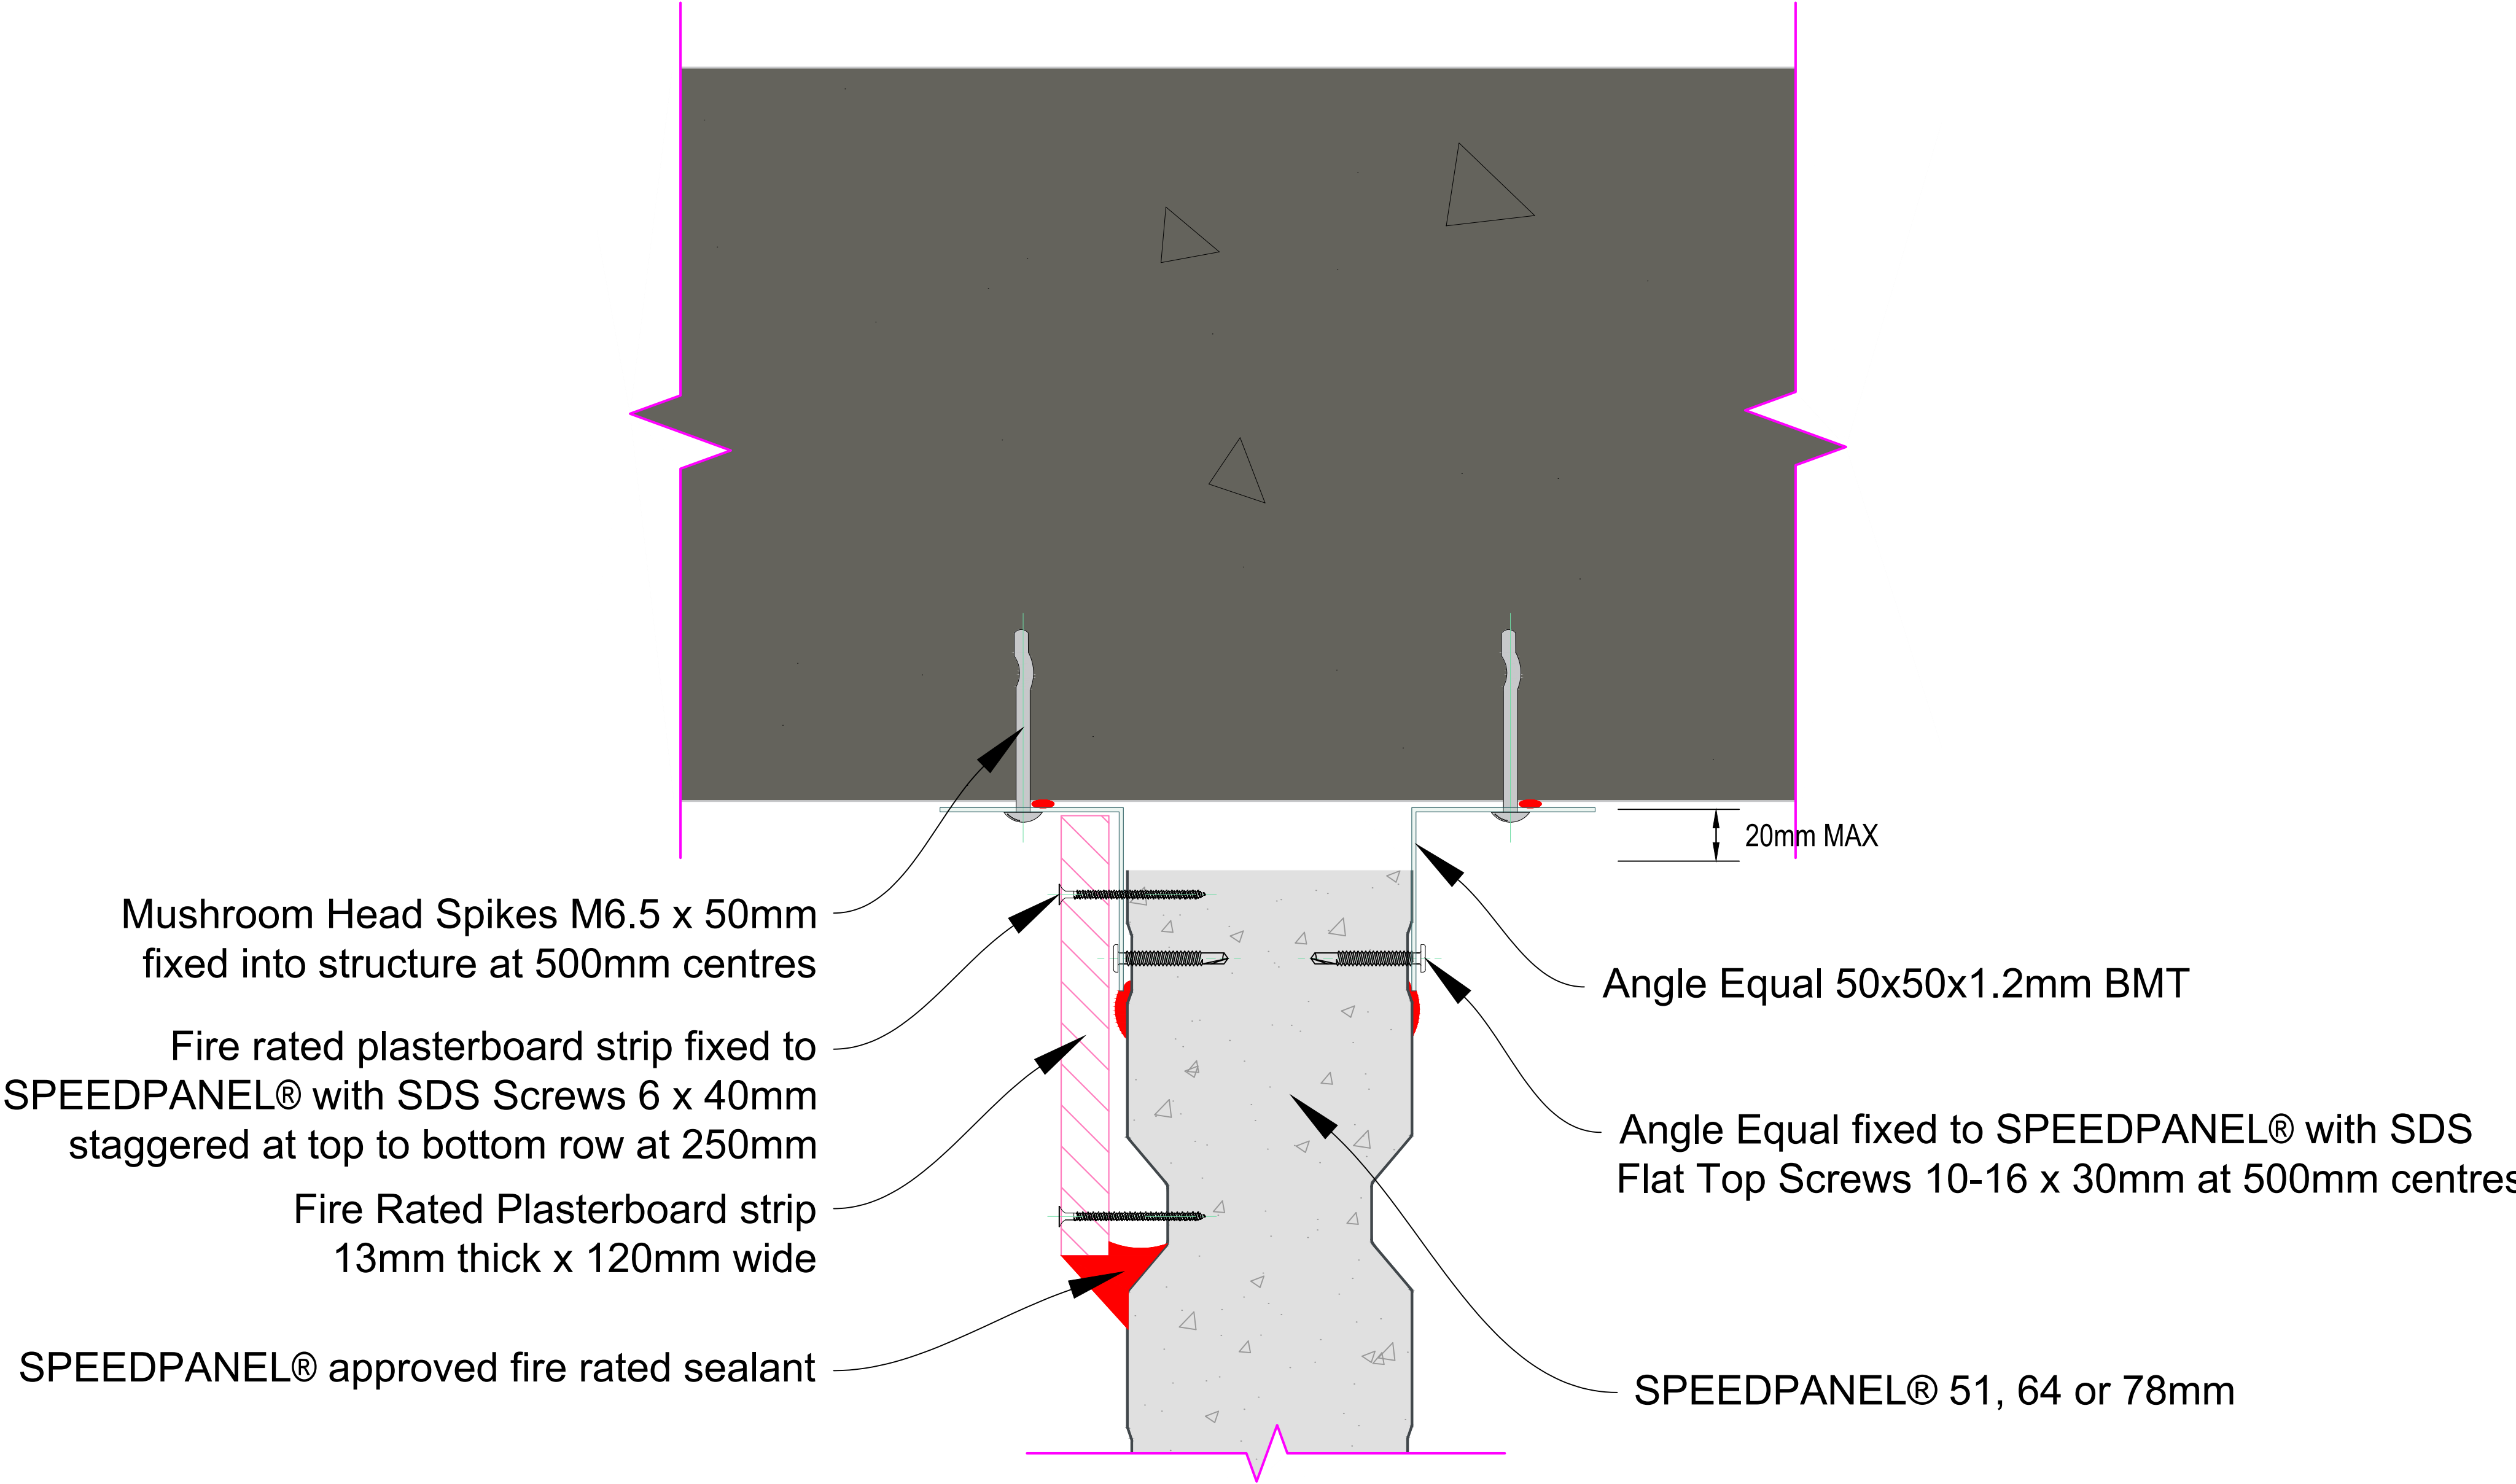 20mm MAX
Mushroom Head Spikes M6.5 x 50mm
fixed into structure at 500mm centres
Fire rated plasterboard strip fixed to
SPEEDPANEL® with SDS Screws 6 x 40mm
staggered at top to bottom row at 250mm
Fire Rated Plasterboard strip
13mm thick x 120mm wide
SPEEDPANEL® approved fire rated sealant
Angle Equal 50x50x1.2mm BMT
Angle Equal fixed to SPEEDPANEL® with SDS
Flat Top Screws 10-16 x 30mm at 500mm centres
SPEEDPANEL® 51, 64 or 78mm